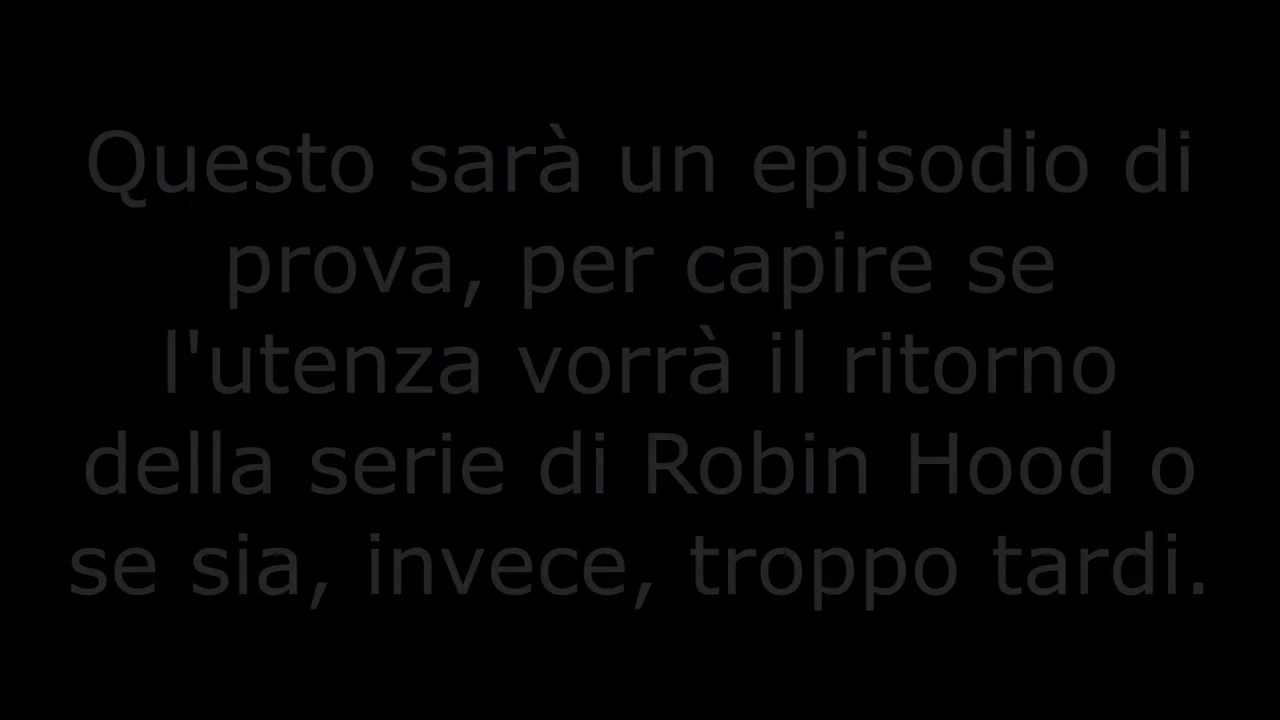 Questo sarà un episodio di
prova, per capire se
l'utenza vorrà il ritorno
della serie di Robin Hood o
se sia, invece, troppo tardi.